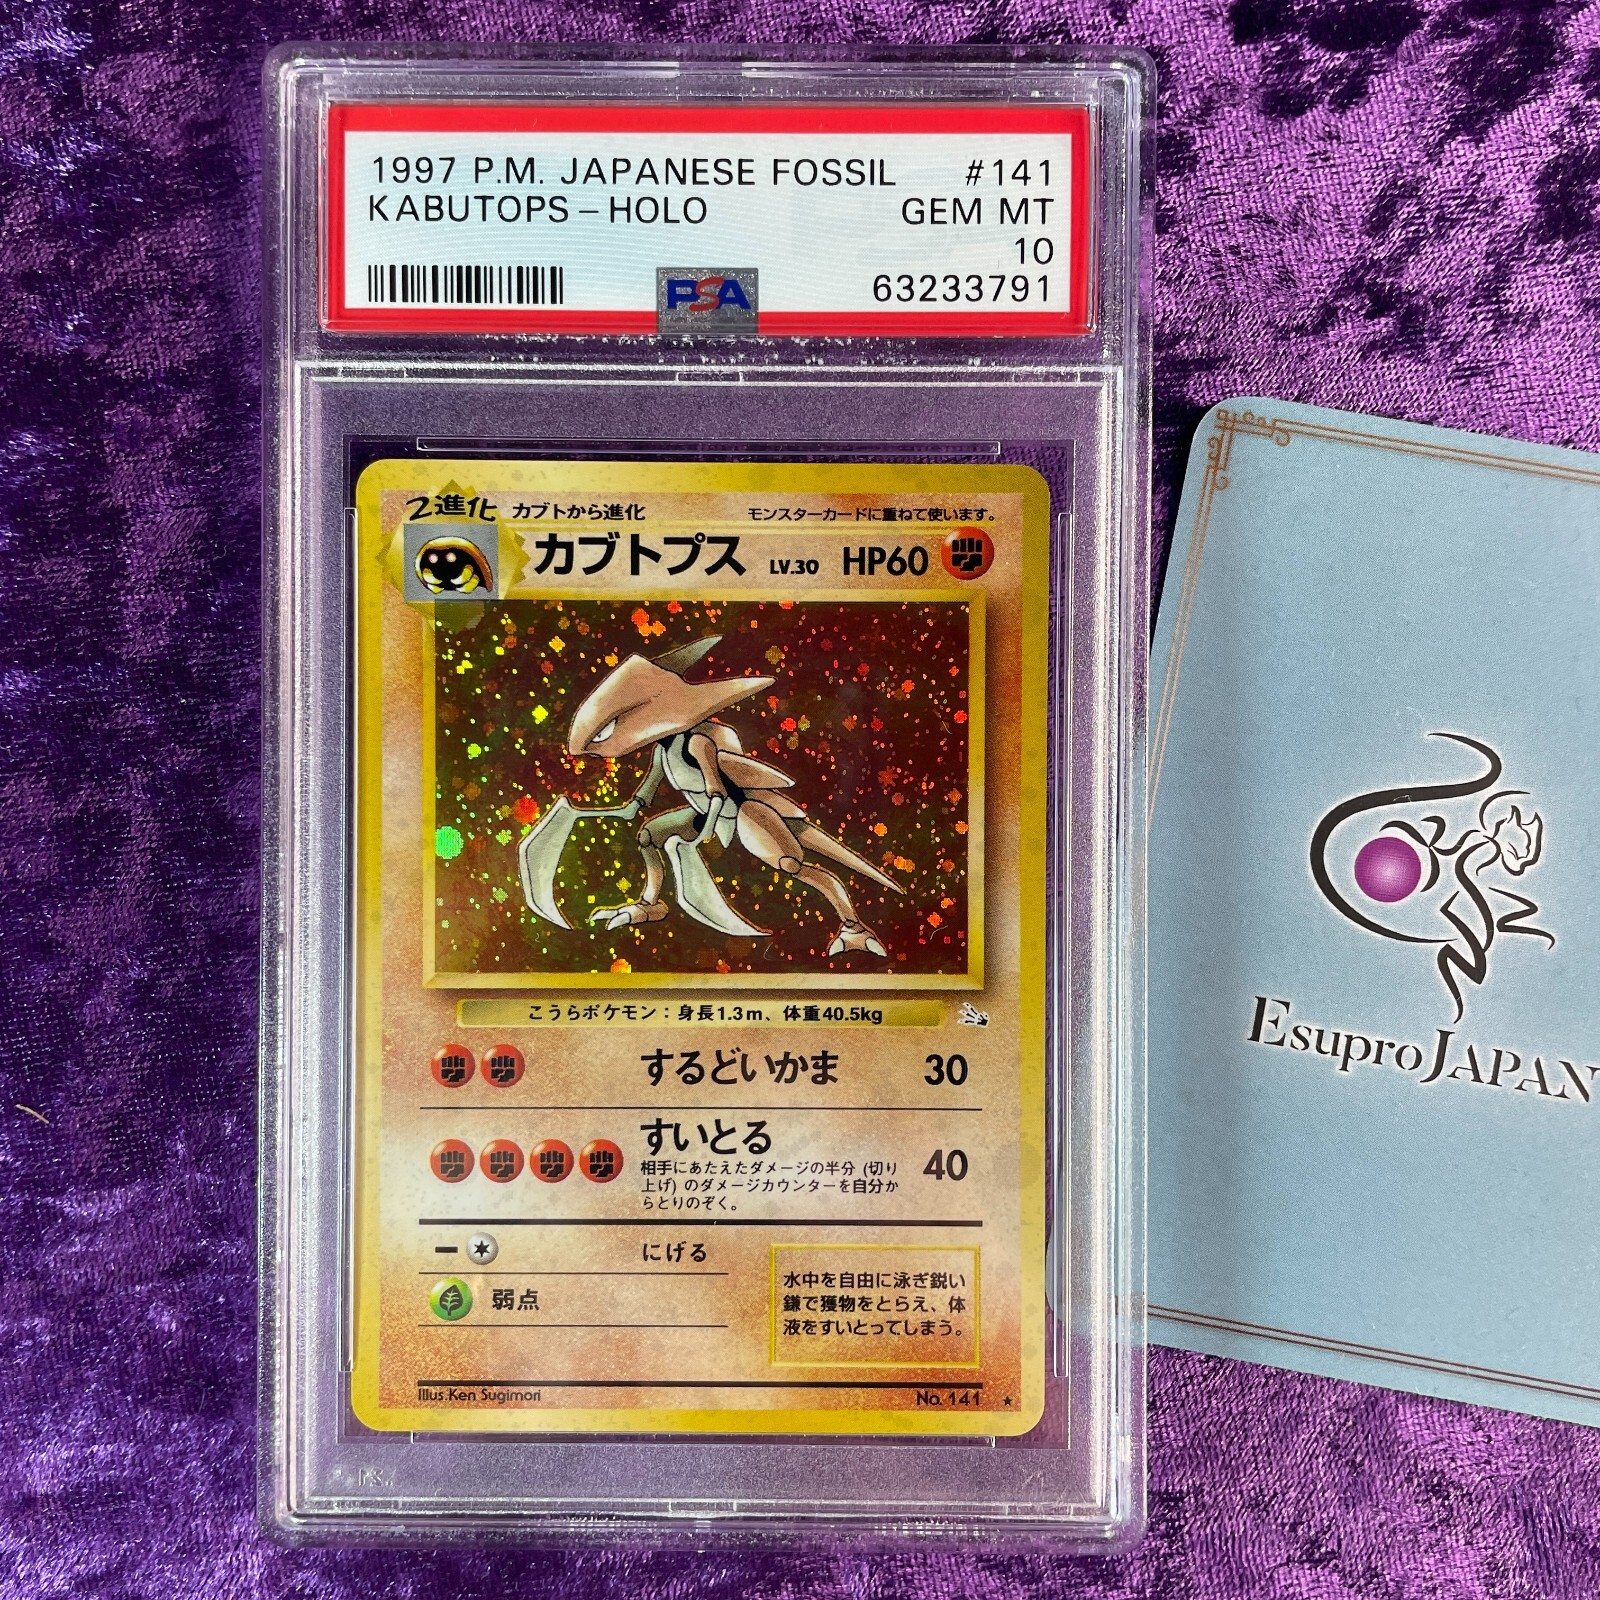 1997 P.M. JAPANESE FOSSIL #141
KABUTOPS-HOLO GEM MT
10
PSA 63233791
2進化 カブトから進化 モンスターカードに重ねて使います。
カブトプス LV.30 HP60
こうらポケモン：身長1.3m、体重40.5kg
するどいかま 30
すいとる 40
相手にあたえたダメージの半分（切り
上げ）のダメージカウンターを自分か
らとりのぞく。
にげる
弱点
水中を自由に泳ぎ鋭い
鎌で獲物をとらえ、体
液をすいとってしまう。
Illus.Ken Sugimori No. 141 ★
EsuproJAPAN